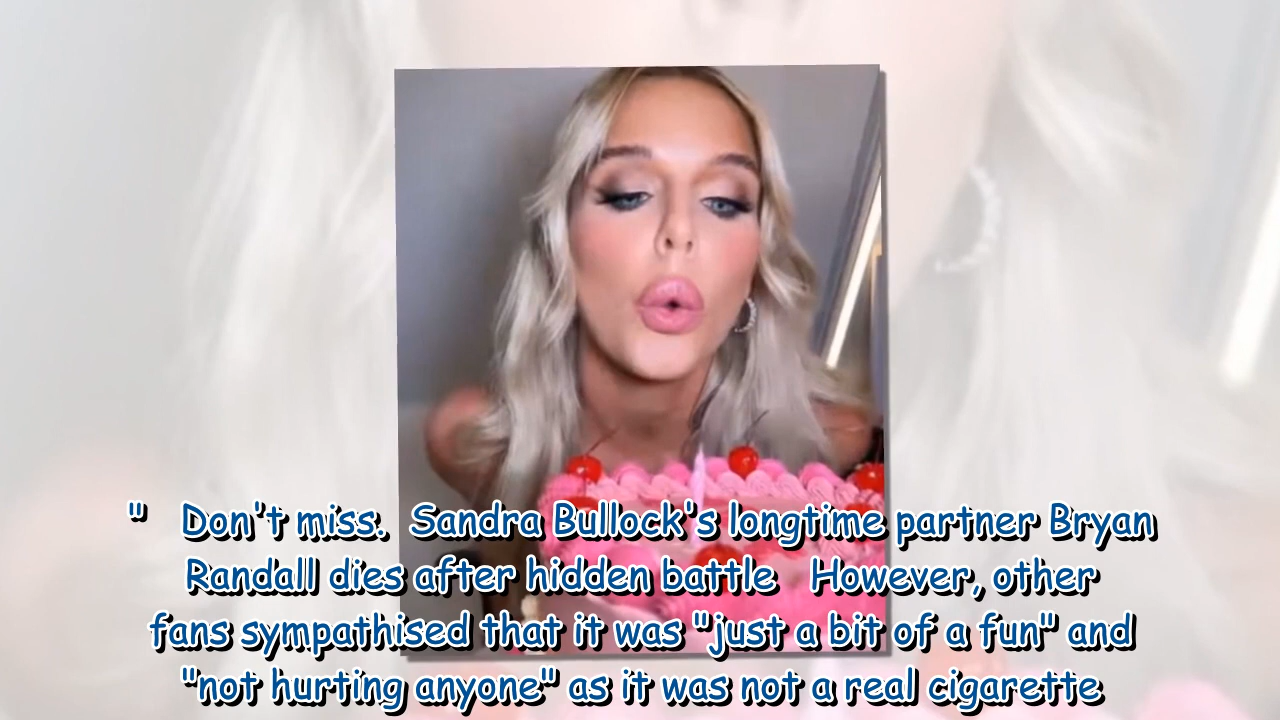 "   Don't miss.  Sandra Bullock's longtime partner Bryan
Randall dies after hidden battle   However, other
fans sympathised that it was "just a bit of a fun" and
"not hurting anyone" as it was not a real cigarette